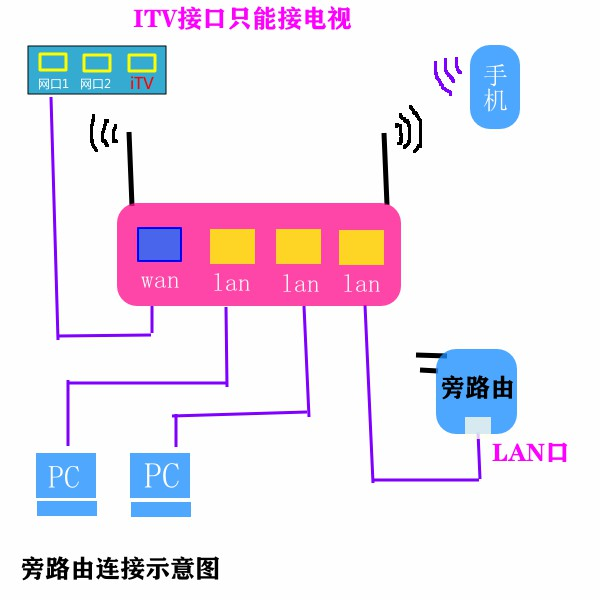 ITV接口只能接电视
网口1 网口2 iTV
手机
wan lan lan lan
旁路由
LAN口
PC PC
旁路由连接示意图